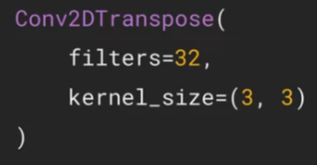 Conv2DTranspose(
    filters=32,
    kernel_size=(3, 3)
)